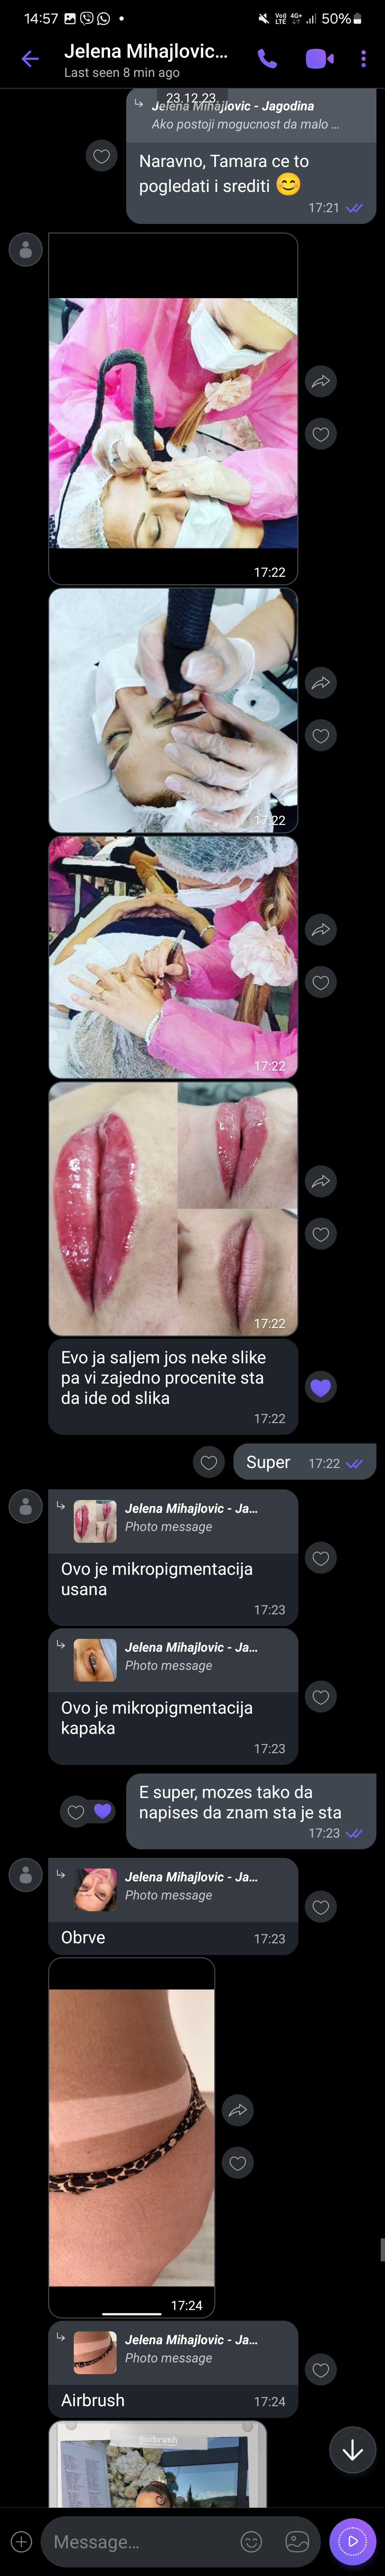 14:57
Voi) 4G+
LTE
50%
Jelena Mihajlovic...
Last seen 8 min ago
23.12.23.
Jelena Mihajlovic - Jagodina
Ako postoji mogucnost da malo ...
Naravno, Tamara ce to
pogledati i srediti 😊
17:21
17:22
17:22
17:22
17:22
Evo ja saljem jos neke slike
pa vi zajedno procenite sta
da ide od slika
17:22
Super 17:22
Jelena Mihajlovic - Ja...
Photo message
Ovo je mikropigmentacija
usana
17:23
Jelena Mihajlovic - Ja...
Photo message
Ovo je mikropigmentacija
kapaka
17:23
E super, mozes tako da
napises da znam sta je sta
17:23
Jelena Mihajlovic - Ja...
Photo message
Obrve 17:23
17:24
Jelena Mihajlovic - Ja...
Photo message
Airbrush 17:24
Message...